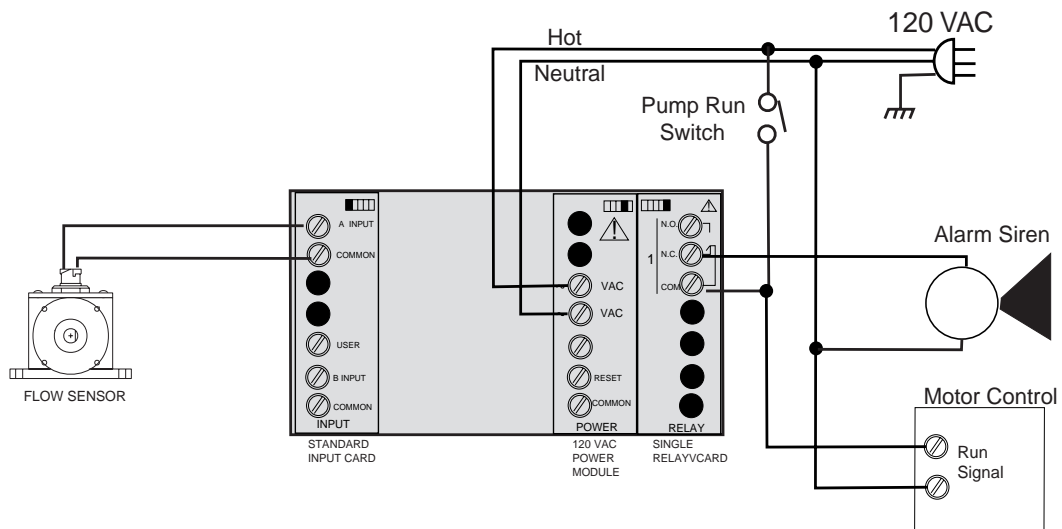 120 VAC
Hot
Neutral
Pump Run
Switch
Alarm Siren
A INPUT
COMMON
USER
B INPUT
COMMON
INPUT
STANDARD
INPUT CARD
FLOW SENSOR
VAC
VAC
RESET
COMMON
POWER
120 VAC
POWER
MODULE
N.O.
1
N.C.
COM
RELAY
SINGLE
RELAYVCARD
Motor Control
Run
Signal